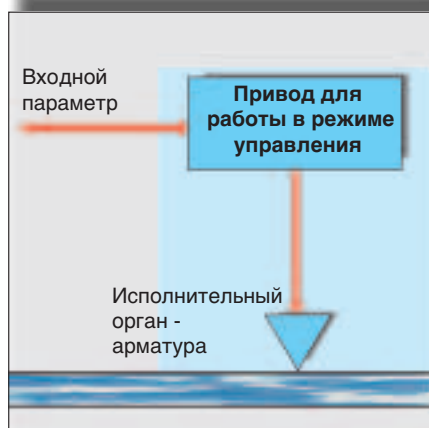 Входной
параметр
Привод для
работы в режиме
управления
Исполнительный
орган -
арматура